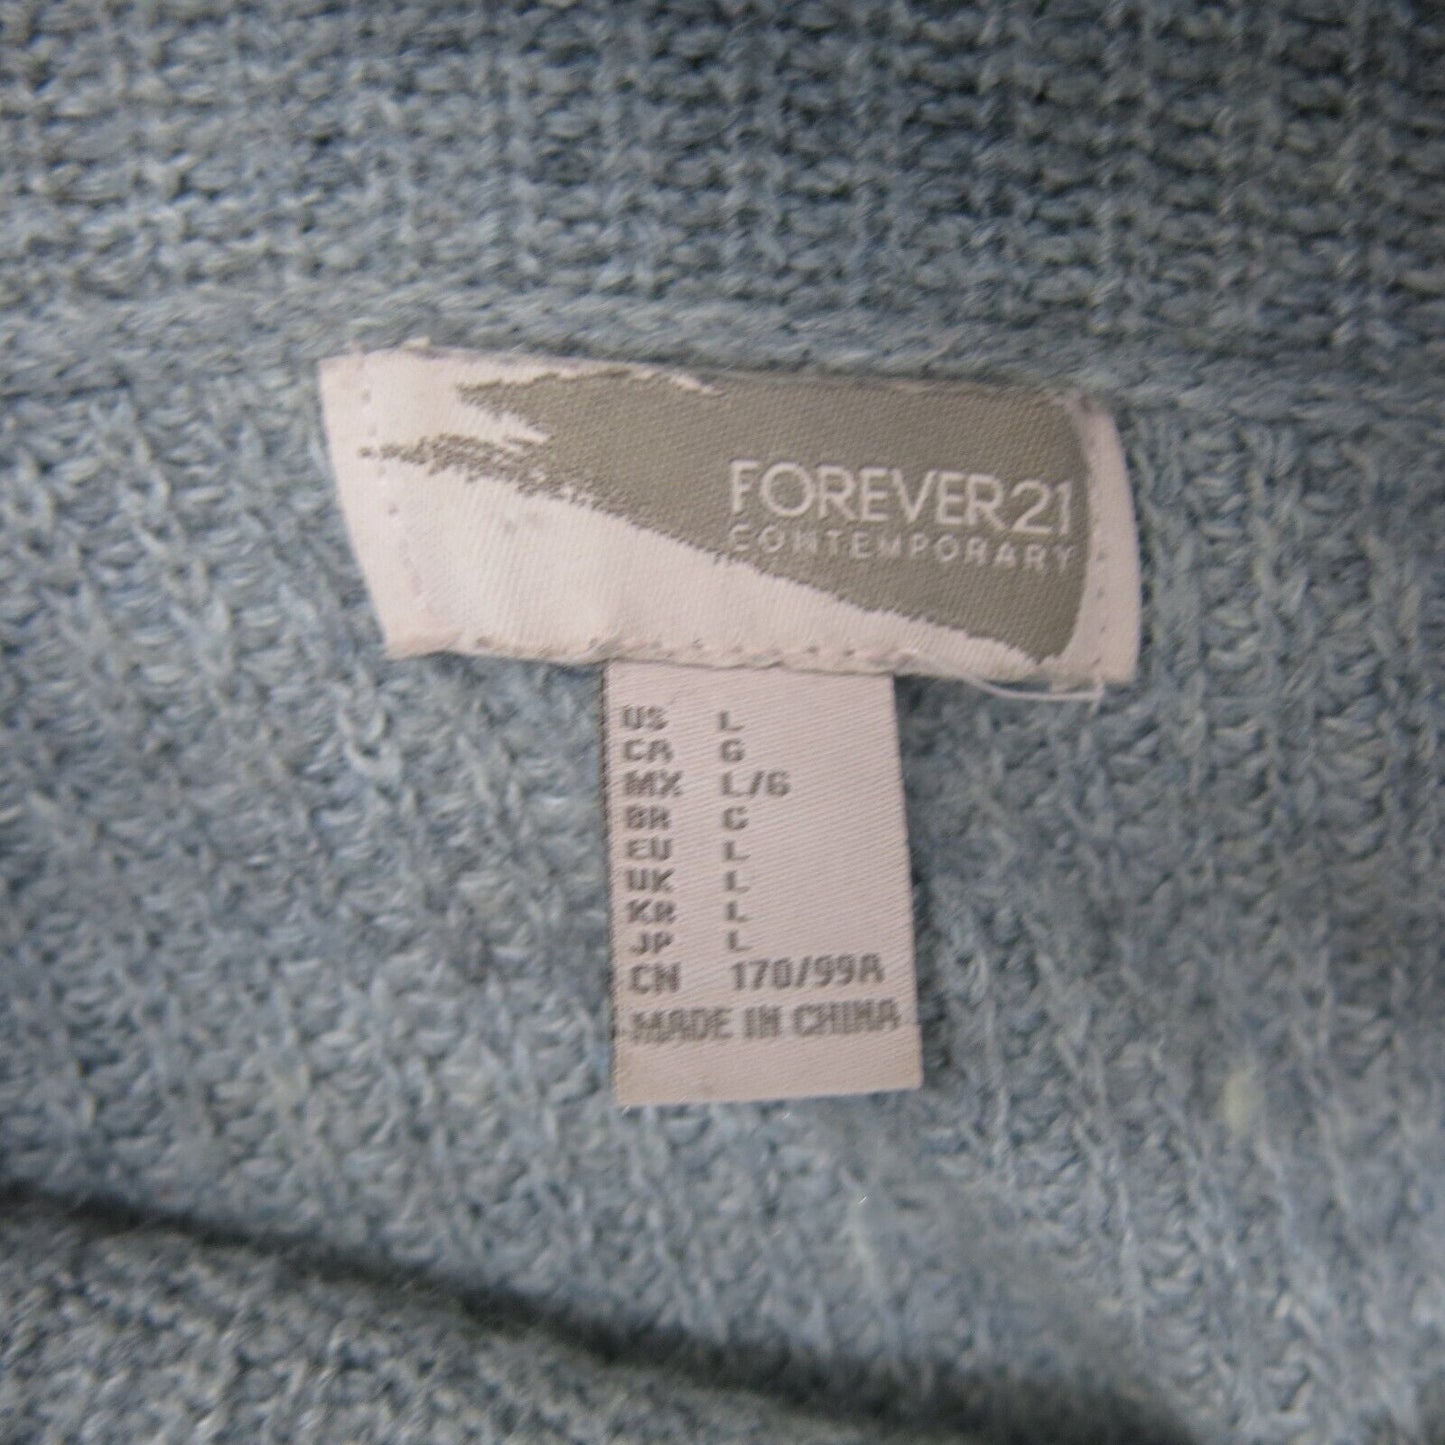 FOREVER21
CONTEMPORARY
US L
CA G
MX L/G
BR G
EU L
UK L
KR L
JP L
CN 170/99A
MADE IN CHINA